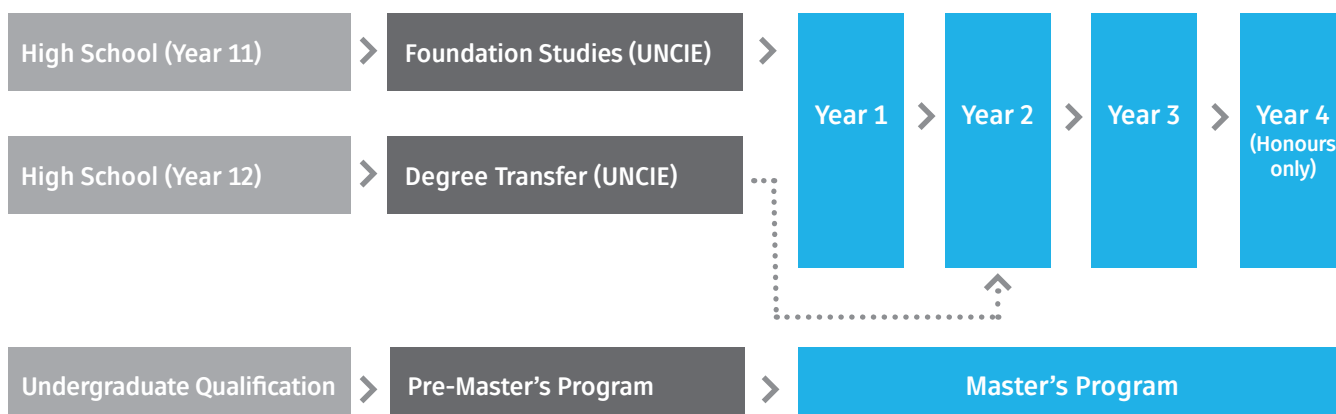 High School (Year 11)
Foundation Studies (UNCIE)
High School (Year 12)
Degree Transfer (UNCIE)
Year 1
Year 2
Year 3
Year 4
(Honours
only)
Undergraduate Qualification
Pre-Master's Program
Master's Program